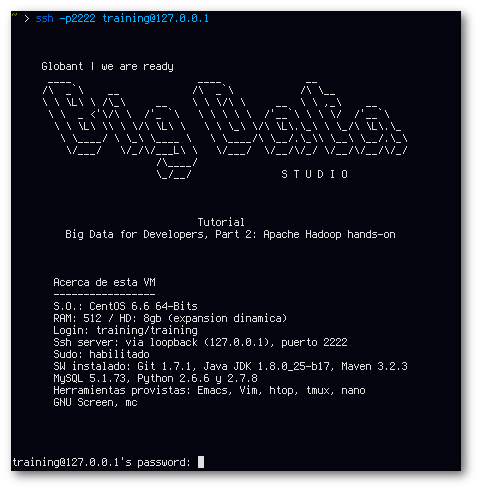 ~ > ssh -p2222 training@127.0.0.1
Globant | we are ready
Big Data
S T U D I O
Tutorial
Big Data for Developers, Part 2: Apache Hadoop hands-on
Acerca de esta VM
-----------------
S.O.: CentOS 6.6 64-Bits
RAM: 512 / HD: 8gb (expansion dinamica)
Login: training/training
Ssh server: via loopback (127.0.0.1), puerto 2222
Sudo: habilitado
SW instalado: Git 1.7.1, Java JDK 1.8.0_25-b17, Maven 3.2.3
MySQL 5.1.73, Python 2.6.6 y 2.7.8
Herramientas provistas: Emacs, Vim, htop, tmux, nano
GNU Screen, mc
training@127.0.0.1's password: